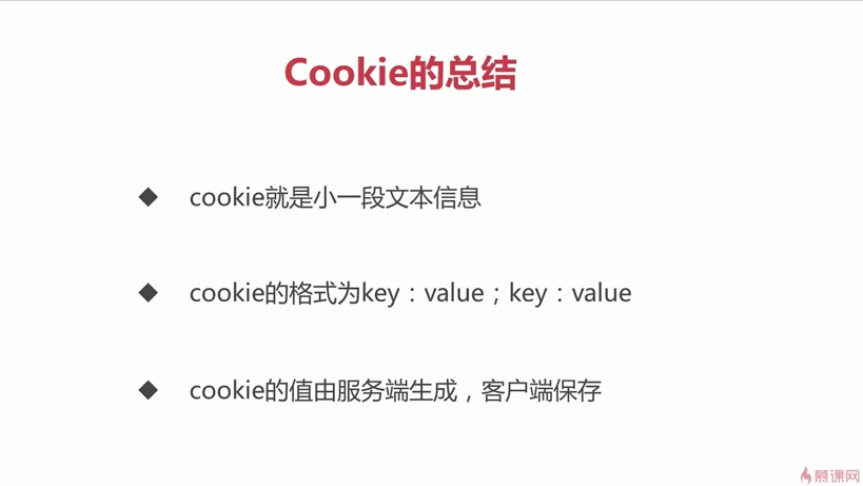 Cookie的总结
◆ cookie就是小一段文本信息
◆ cookie的格式为key：value；key：value
◆ cookie的值由服务端生成，客户端保存
慕课网